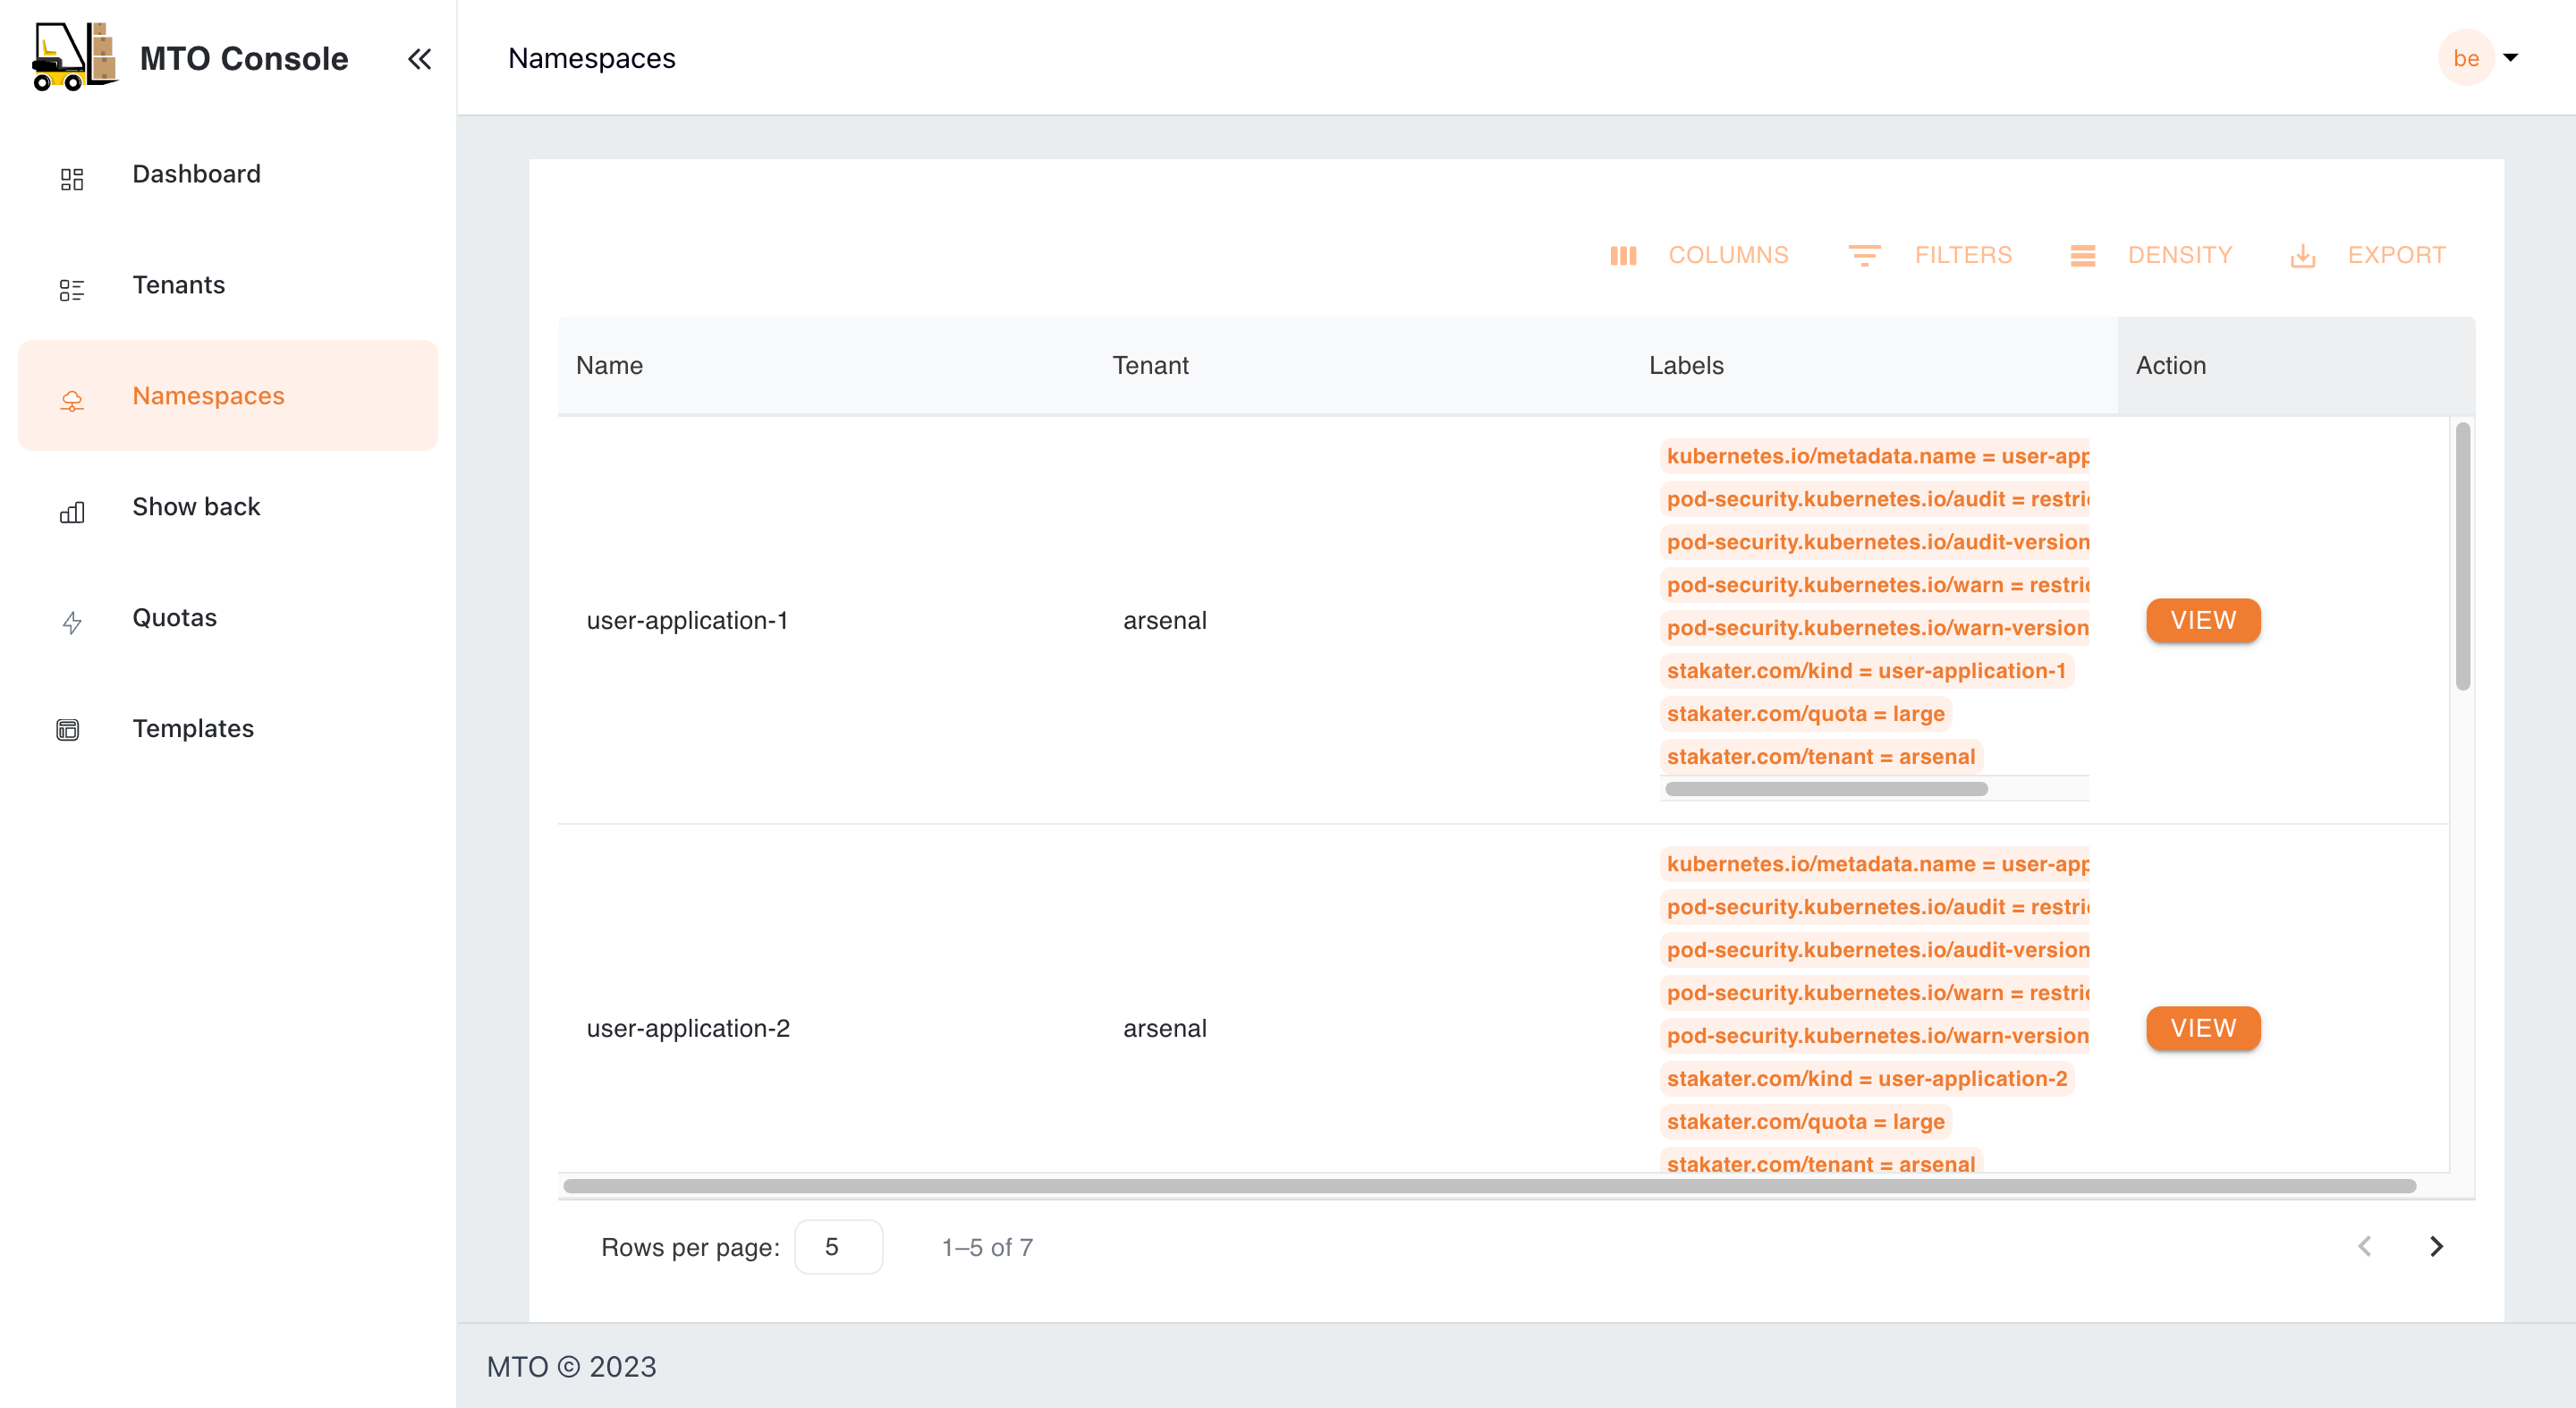 MTO Console
Namespaces
be
Dashboard
Tenants
Namespaces
Show back
Quotas
Templates
COLUMNS FILTERS DENSITY EXPORT
Name Tenant Labels Action
kubernetes.io/metadata.name = user-app
pod-security.kubernetes.io/audit = restri
pod-security.kubernetes.io/audit-version
pod-security.kubernetes.io/warn = restri
pod-security.kubernetes.io/warn-version
user-application-1 arsenal VIEW
stakater.com/kind = user-application-1
stakater.com/quota = large
stakater.com/tenant = arsenal
kubernetes.io/metadata.name = user-app
pod-security.kubernetes.io/audit = restri
pod-security.kubernetes.io/audit-version
pod-security.kubernetes.io/warn = restri
pod-security.kubernetes.io/warn-version
user-application-2 arsenal VIEW
stakater.com/kind = user-application-2
stakater.com/quota = large
stakater.com/tenant = arsenal
Rows per page: 5 1–5 of 7
MTO © 2023